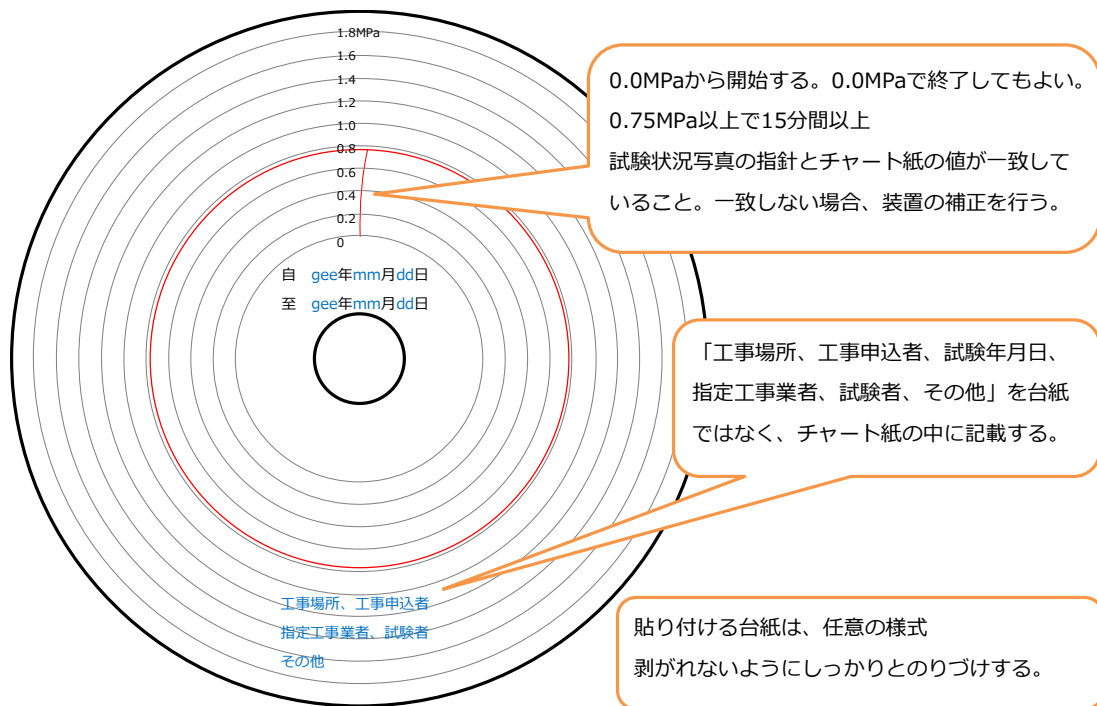 1.8MPa
1.6
1.4
1.2
1.0
0.8
0.6
0.4
0.2
0
自　gee年mm月dd日
至　gee年mm月dd日
工事場所、工事申込者
指定工事業者、試験者
その他
0.0MPaから開始する。0.0MPaで終了してもよい。
0.75MPa以上で15分間以上
試験状況写真の指針とチャート紙の値が一致して
いること。一致しない場合、装置の補正を行う。
「工事場所、工事申込者、試験年月日、
指定工事業者、試験者、その他」を台紙
ではなく、チャート紙の中に記載する。
貼り付ける台紙は、任意の様式
剥がれないようにしっかりとのりづけする。